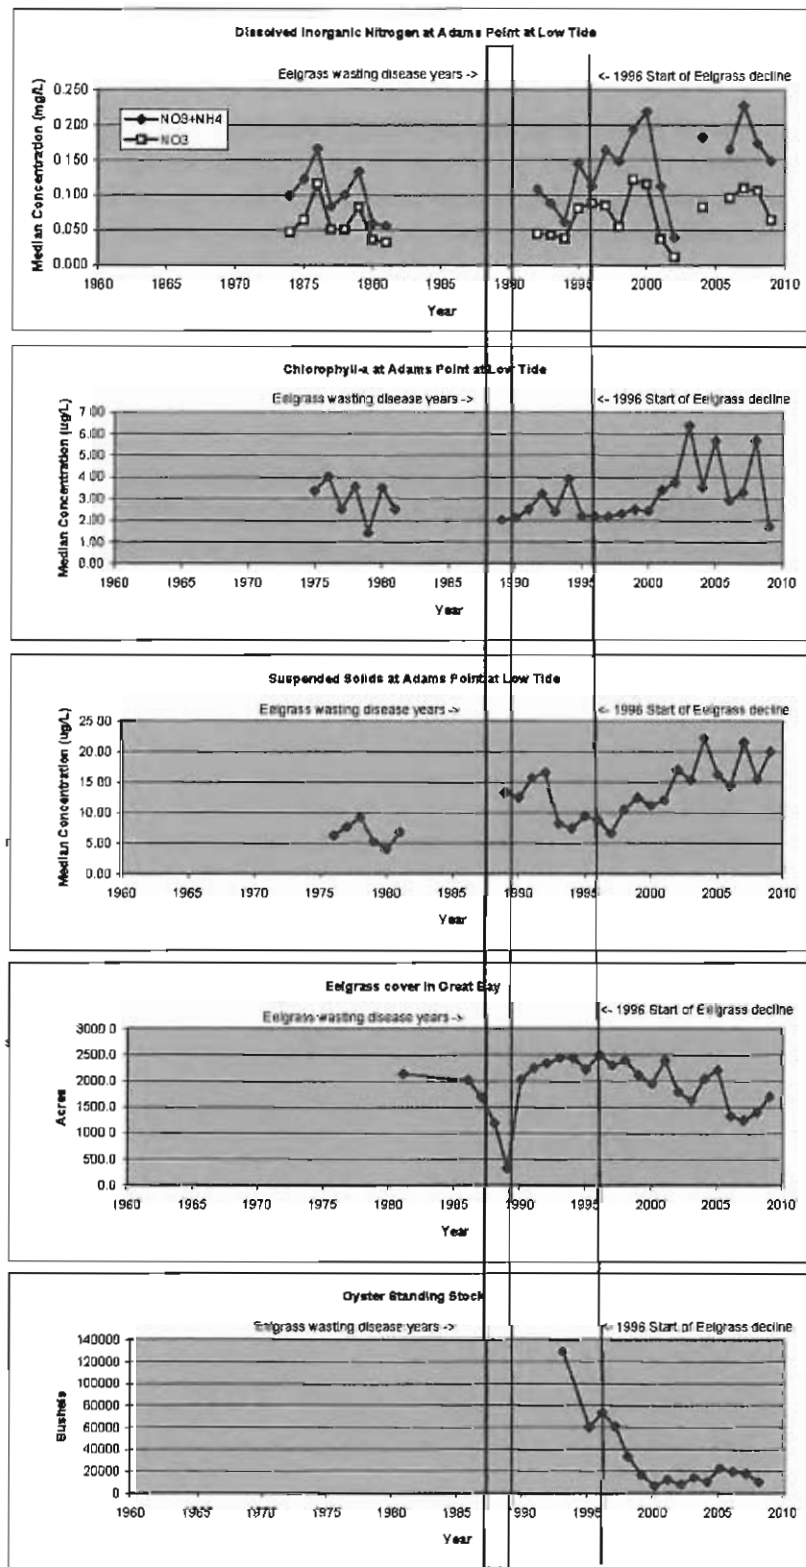 Dissolved Inorganic Nitrogen at Adams Point at Low Tide
Eelgrass wasting disease years -> <- 1996 Start of Eelgrass decline
Median Concentration (mg/L)
0.250
0.200
0.150
0.100
0.050
0.000
NO3+NH4
NO3
1960 1965 1970 1975 1980 1985 1990 1995 2000 2005 2010
Year
Chlorophyll-a at Adams Point at Low Tide
Eelgrass wasting disease years -> <- 1996 Start of Eelgrass decline
Median Concentration (ug/L)
7.00
6.00
5.00
4.00
3.00
2.00
1.00
0.00
1960 1965 1970 1975 1980 1985 1990 1995 2000 2005 2010
Year
Suspended Solids at Adams Point at Low Tide
Eelgrass wasting disease years -> <- 1996 Start of Eelgrass decline
Median Concentration (ug/L)
25.00
20.00
15.00
10.00
5.00
0.00
1960 1965 1970 1975 1980 1985 1990 1995 2000 2005 2010
Year
Eelgrass cover in Great Bay
Eelgrass wasting disease years -> <- 1996 Start of Eelgrass decline
Acres
3000.0
2500.0
2000.0
1500.0
1000.0
500.0
0.0
1960 1965 1970 1975 1980 1985 1990 1995 2000 2005 2010
Year
Oyster Standing Stock
Eelgrass wasting disease years -> <- 1996 Start of Eelgrass decline
Bushels
140000
120000
100000
80000
60000
40000
20000
0
1960 1965 1970 1975 1980 1985 1990 1995 2000 2005 2010
Year